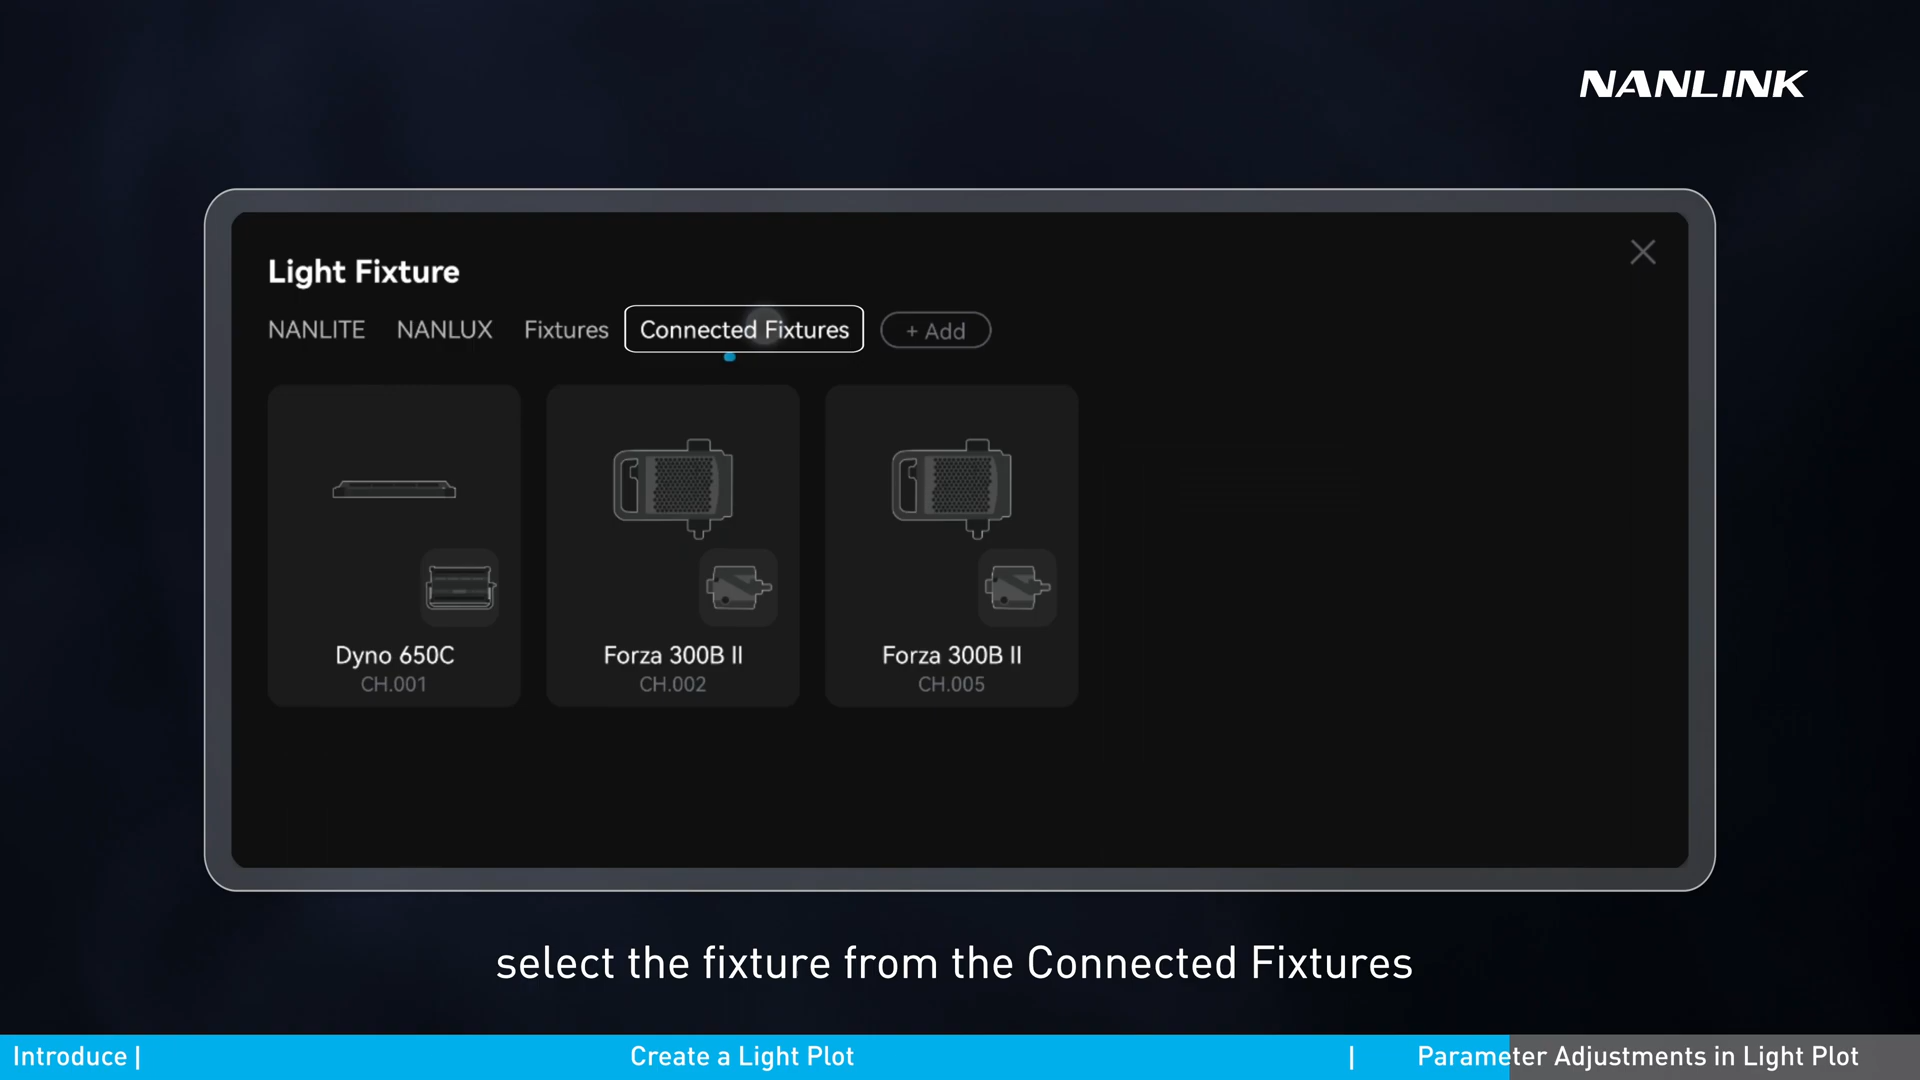 NANLINK
Light Fixture
NANLITE NANLUX Fixtures Connected Fixtures + Add
Dyno 650C
CH.001
Forza 300B II
CH.002
Forza 300B II
CH.005
select the fixture from the Connected Fixtures
Introduce | Create a Light Plot | Parameter Adjustments in Light Plot